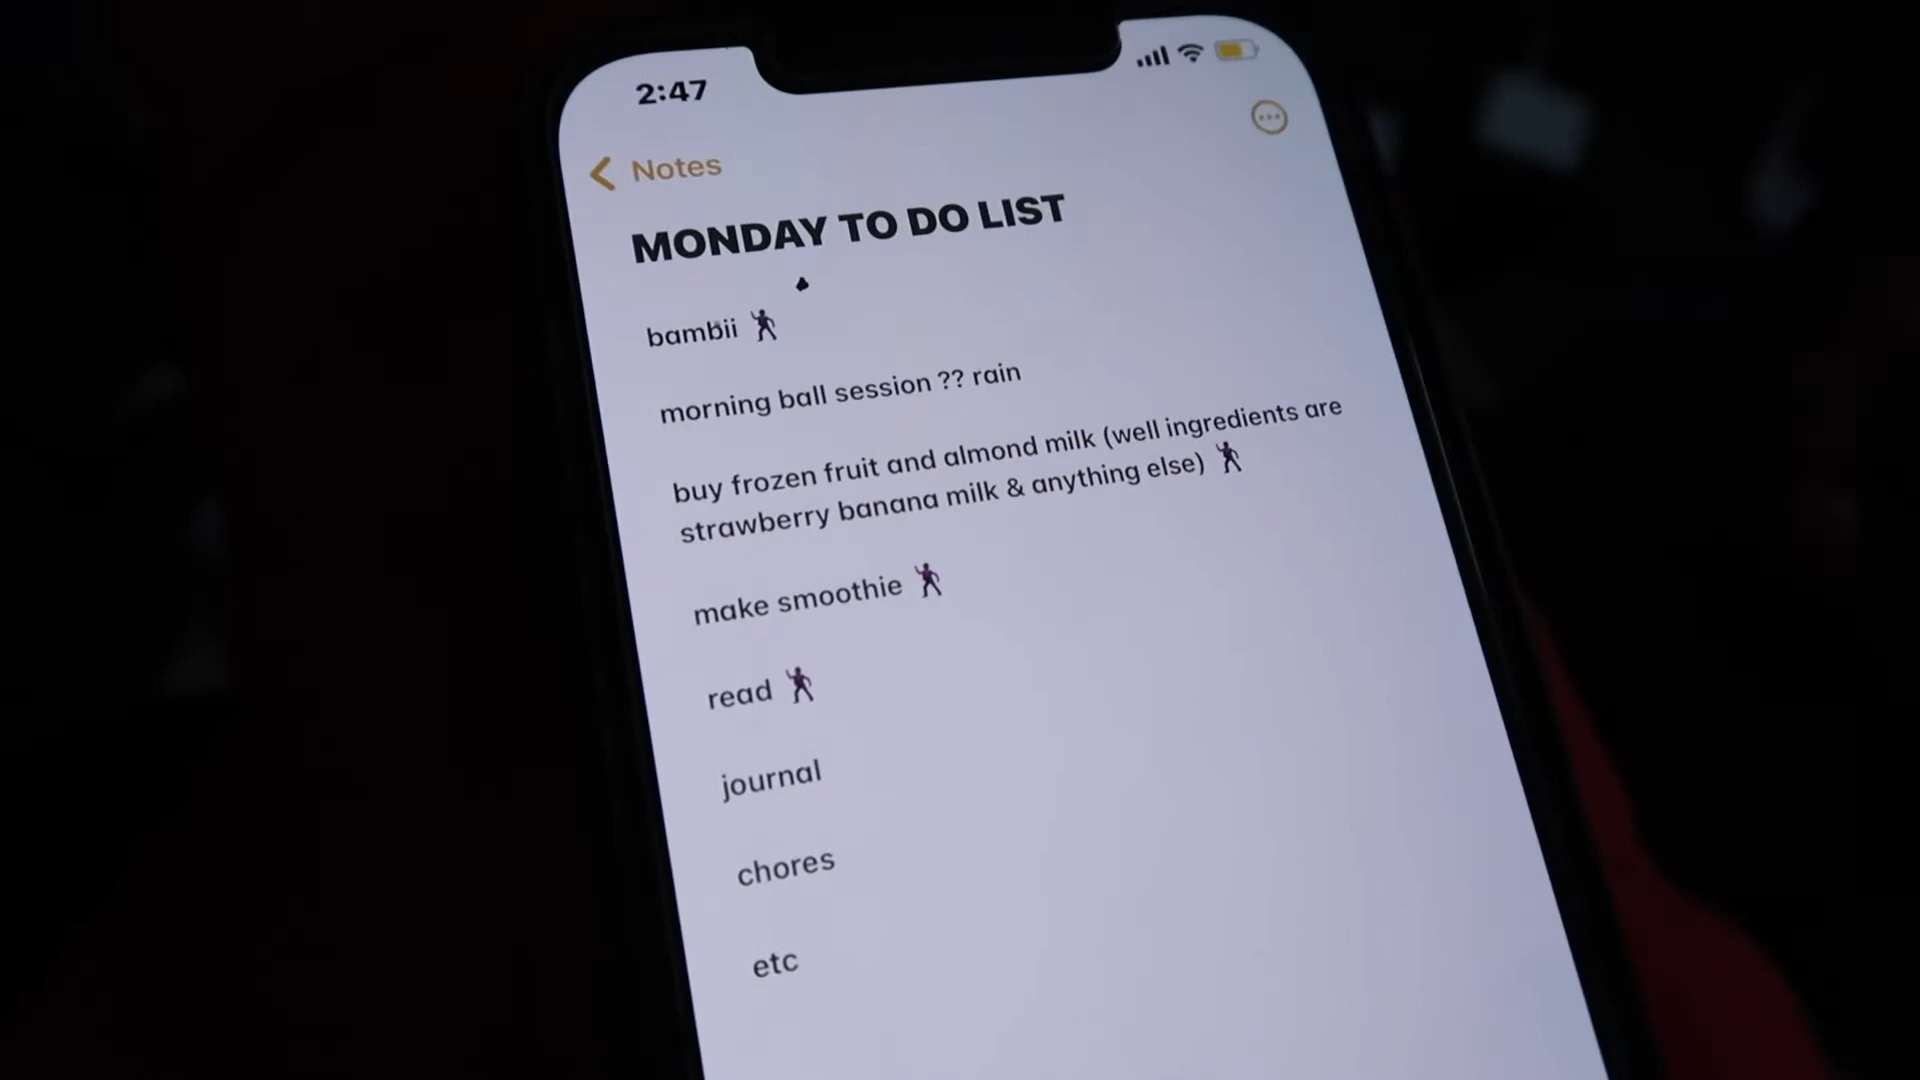 2:47
Notes
MONDAY TO DO LIST
bambii 🕺
morning ball session ?? rain
buy frozen fruit and almond milk (well ingredients are
strawberry banana milk & anything else) 🕺
make smoothie 🕺
read 🕺
journal
chores
etc